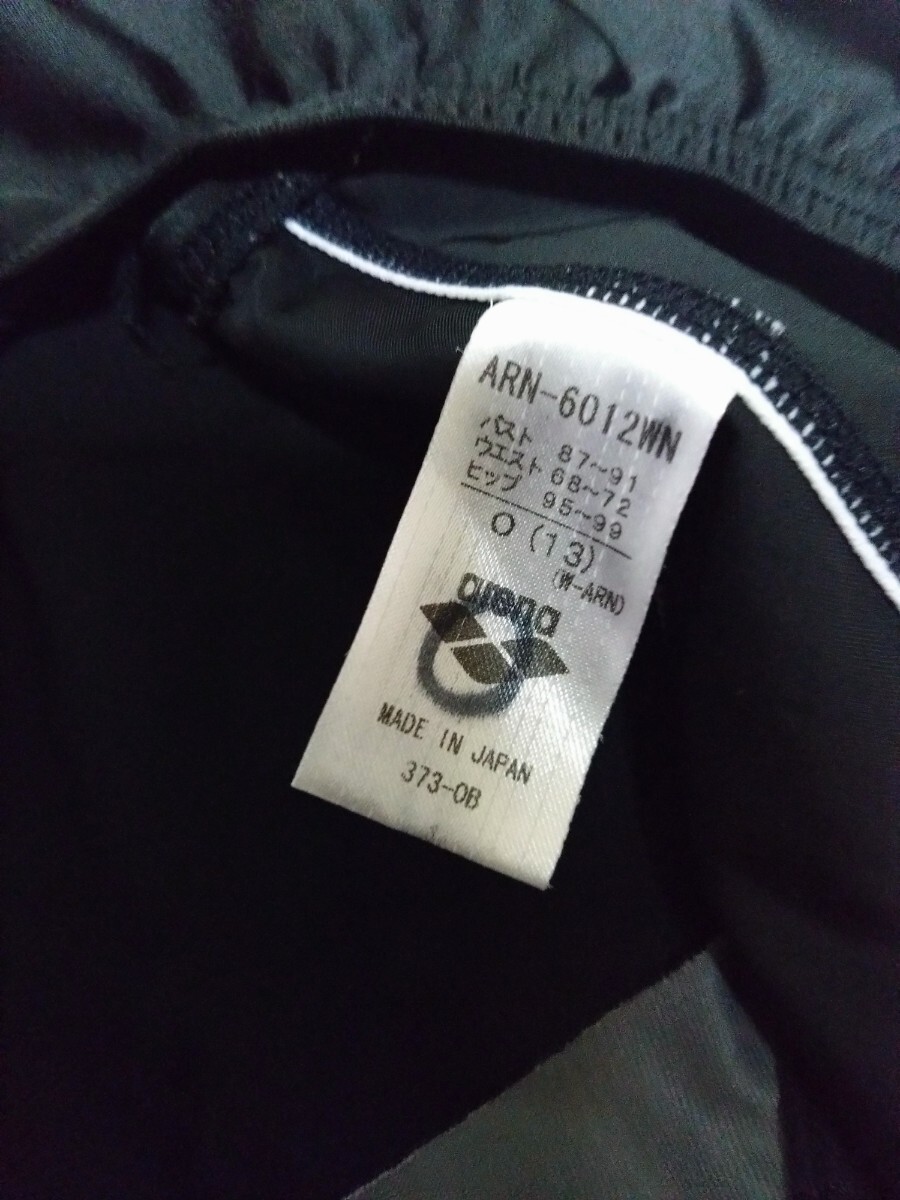 ARN-6012WN
バスト 87~91
ウエスト 68~72
ヒップ 95~99
O (13)
(W-ARN)
arena
MADE IN JAPAN
373-OB